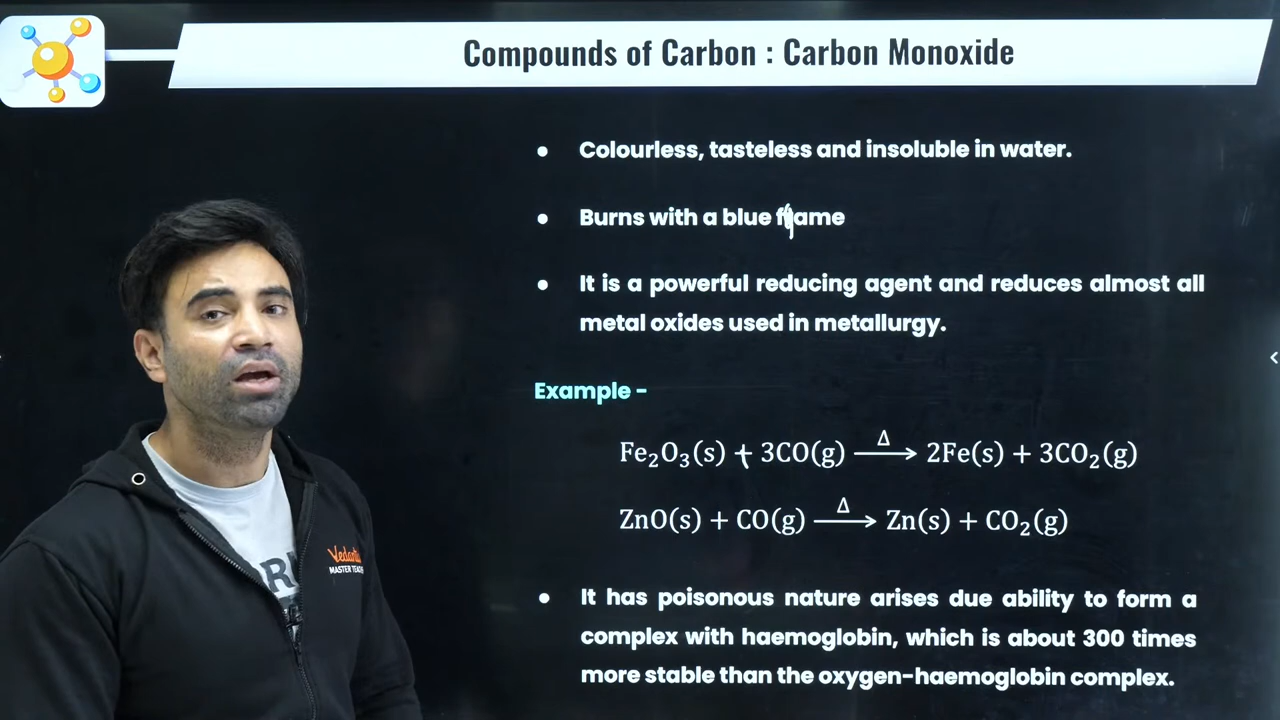 Compounds of Carbon : Carbon Monoxide
• Colourless, tasteless and insoluble in water.
• Burns with a blue flame
• It is a powerful reducing agent and reduces almost all
metal oxides used in metallurgy.
Example -
Fe₂O₃(s) + 3CO(g) —Δ→ 2Fe(s) + 3CO₂(g)
ZnO(s) + CO(g) —Δ→ Zn(s) + CO₂(g)
• It has poisonous nature arises due ability to form a
complex with haemoglobin, which is about 300 times
more stable than the oxygen-haemoglobin complex.
MASTER